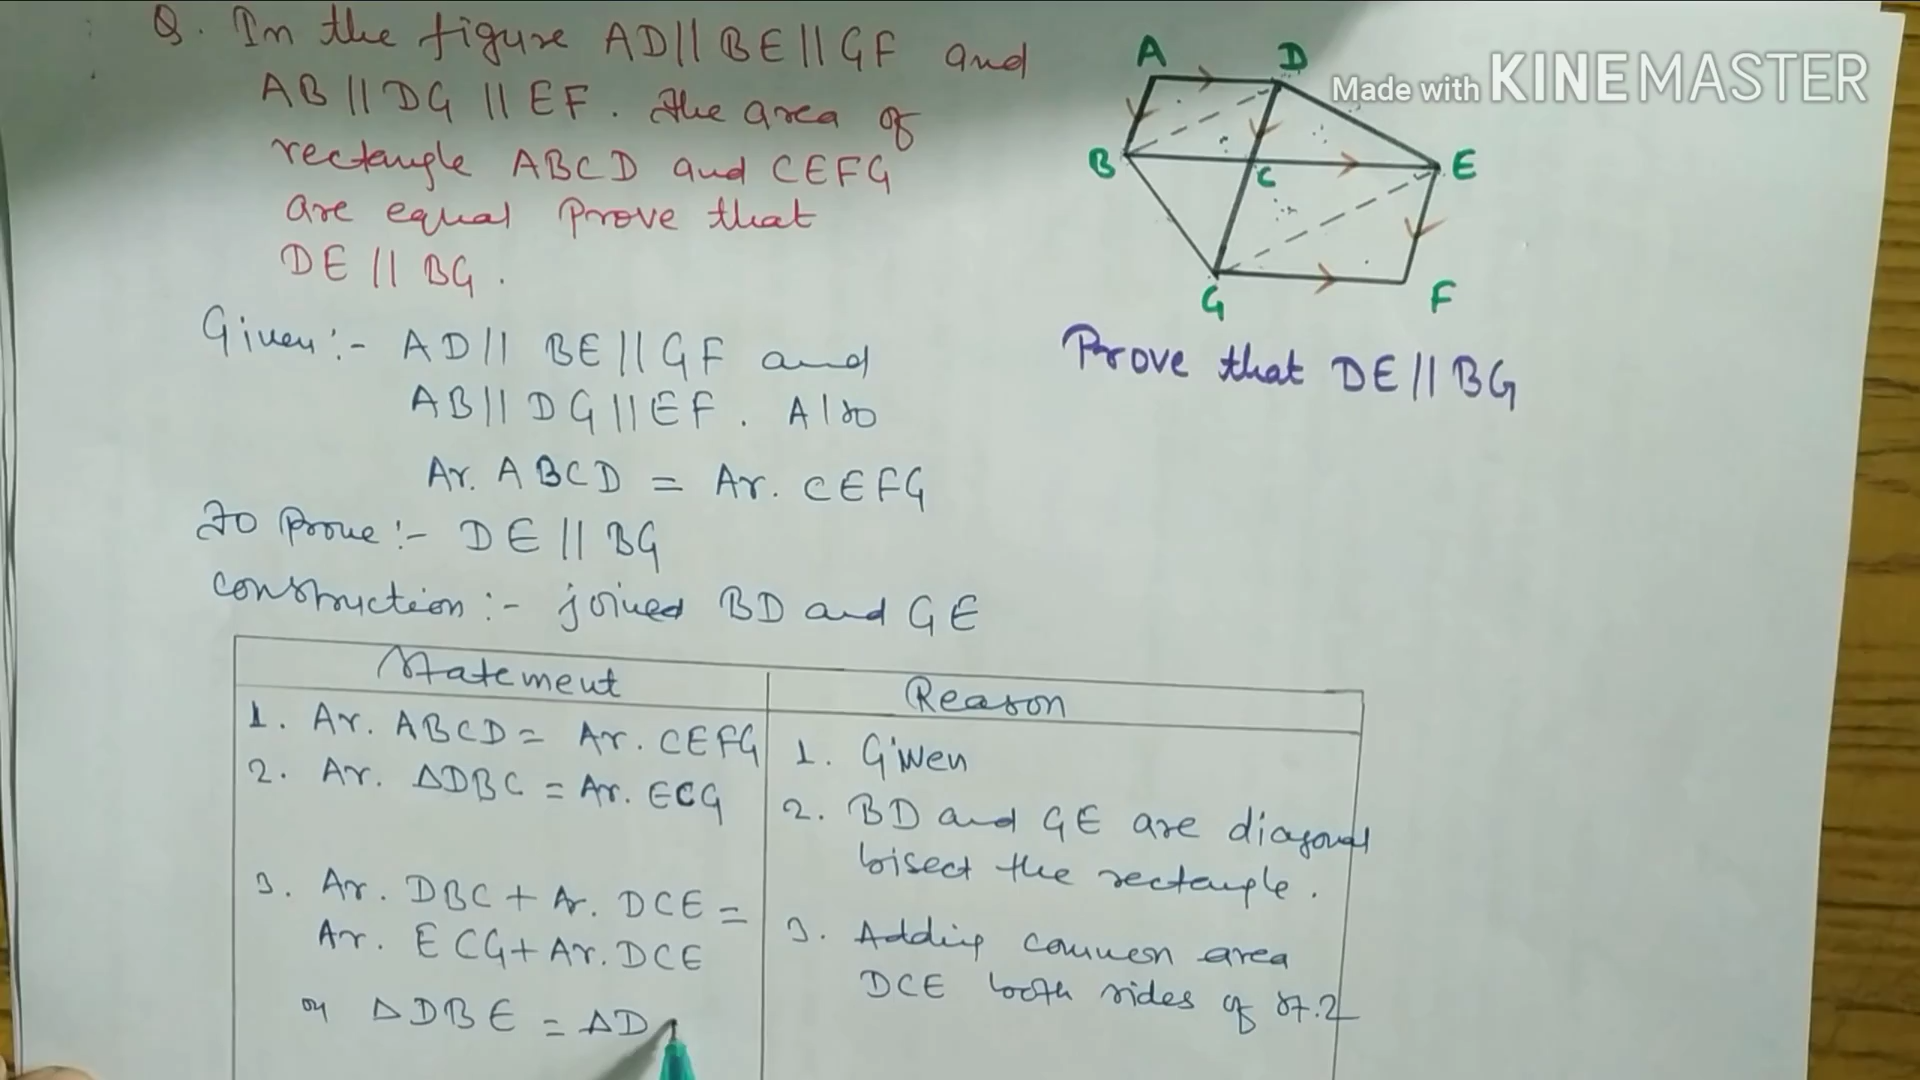 Q. In the figure AD || BE || GF and
AB || DG || EF. The area of
rectangle ABCD and CEFG
are equal Prove that
DE || BG.
A
D
B
C
E
G
F
Made with KINEMASTER
Prove that DE || BG
Given :- AD || BE || GF and
AB || DG || EF. Also
Ar. ABCD = Ar. CEFG
To prove :- DE || BG
Construction :- joined BD and GE
Statement
1. Ar. ABCD = Ar. CEFG
2. Ar. ΔDBC = Ar. ECG
3. Ar. DBC + Ar. DCE =
Ar. ECG + Ar. DCE
or ΔDBE = ΔD
Reason
1. Given
2. BD and GE are diagonal
bisect the rectangle.
3. Adding common area
DCE both sides of st.2